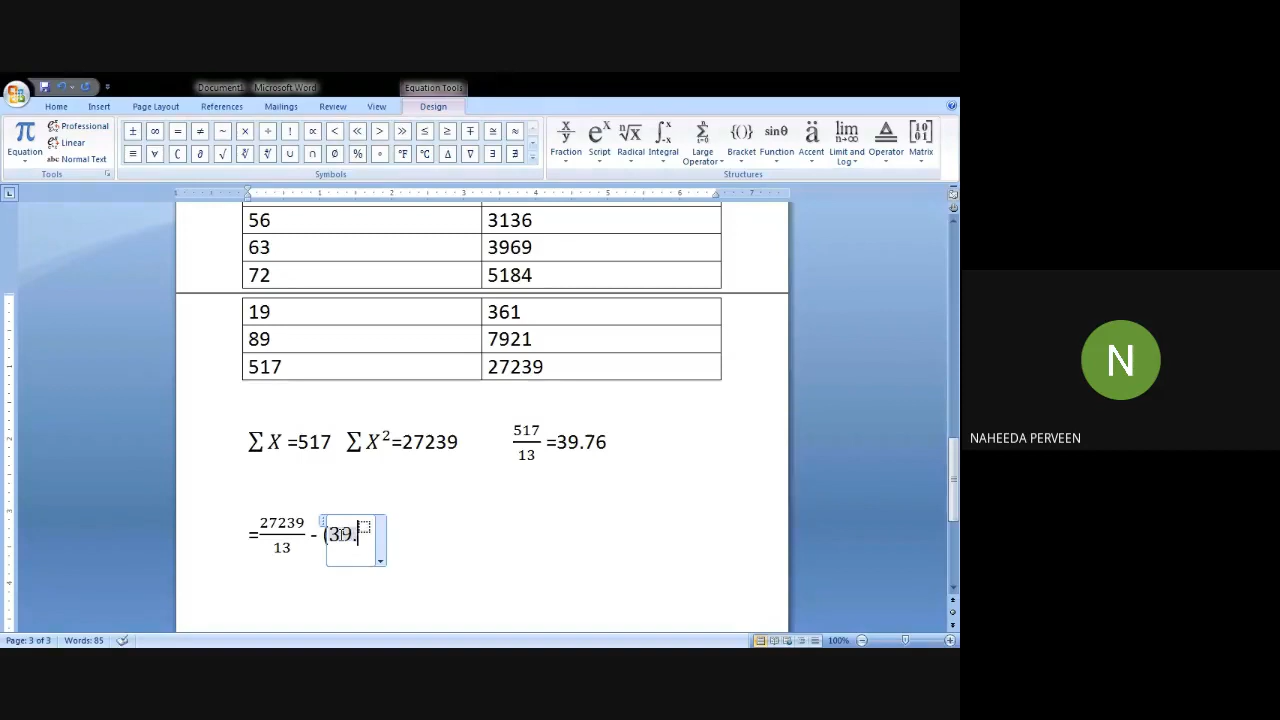 Document1 - Microsoft Word
Equation Tools
Home Insert Page Layout References Mailings Review View Design
π Equation
Professional
Linear
abc Normal Text
Tools
± ∞ = ≠ ~ × ÷ ! ∝ < ≪ > ≫ ≤ ≥ ∓ ≅ ≈
≡ ∀ ∁ ∂ √ ∛ ∜ ∪ ∩ ∅ % ° °F °C ∆ ∇ ∃ ∄
Symbols
Fraction Script Radical Integral Large Operator Bracket Function Accent Limit and Log Operator Matrix
Structures
56 3136
63 3969
72 5184
19 361
89 7921
517 27239
∑ X =517 ∑ X²=27239 517/13 =39.76
=27239/13 - (39.
Page: 3 of 3 Words: 85 100%
N
NAHEEDA PERVEEN